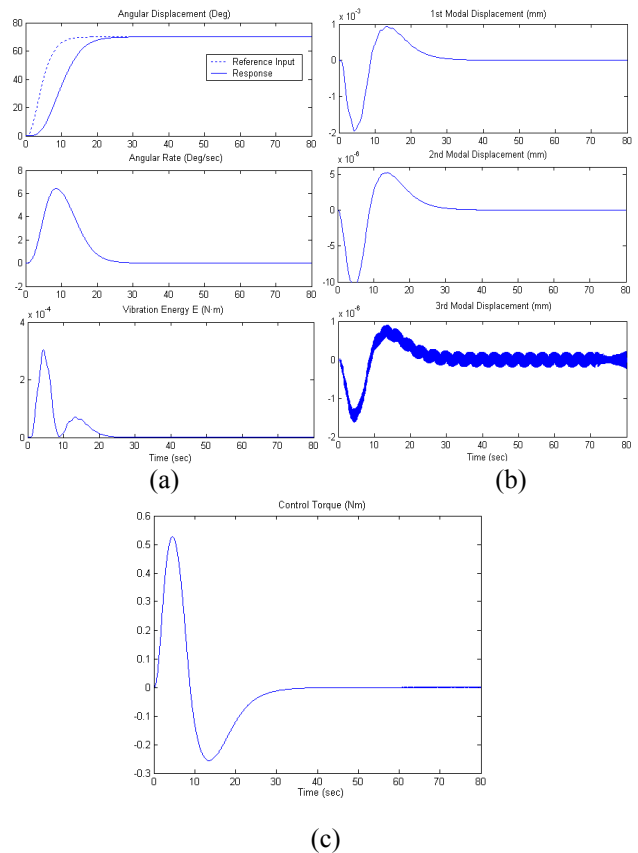 Angular Displacement (Deg)
80
60
40
20
0
0 10 20 30 40 50 60 70 80
Reference Input
Response
Angular Rate (Deg/sec)
8
6
4
2
0
2
0 10 20 30 40 50 60 70 80
Time (sec)
x 10⁻⁴
Vibration Energy E (N·m)
4
2
0
0 10 20 30 40 50 60 70 80
Time (sec)
(a)
x 10⁻³
1st Modal Displacement (mm)
1
0
-1
-2
0 10 20 30 40 50 60 70 80
x 10⁻⁶
2nd Modal Displacement (mm)
5
0
-5
-10
0 10 20 30 40 50 60 70 80
x 10⁻⁶
3rd Modal Displacement (mm)
1
0
-1
-2
0 10 20 30 40 50 60 70 80
Time (sec)
(b)
Control Torque (Nm)
0.6
0.5
0.4
0.3
0.2
0.1
0
-0.1
-0.2
-0.3
0 10 20 30 40 50 60 70 80
Time (sec)
(c)